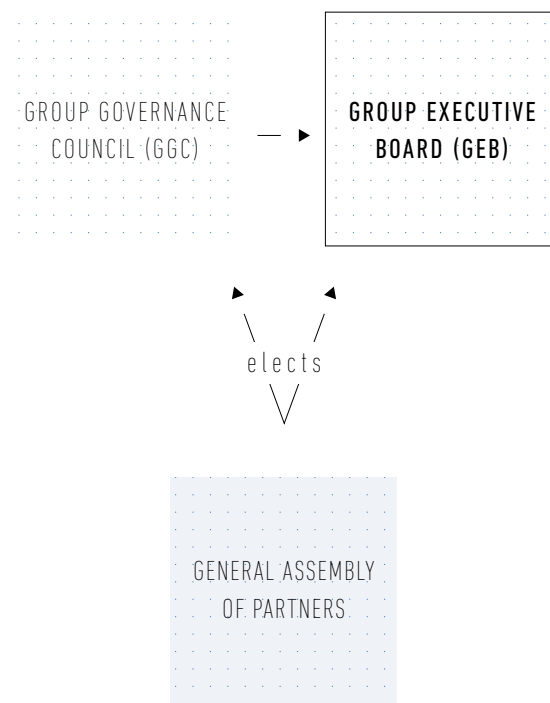 GROUP GOVERNANCE
COUNCIL (GGC)
GROUP EXECUTIVE
BOARD (GEB)
elects
GENERAL ASSEMBLY
OF PARTNERS